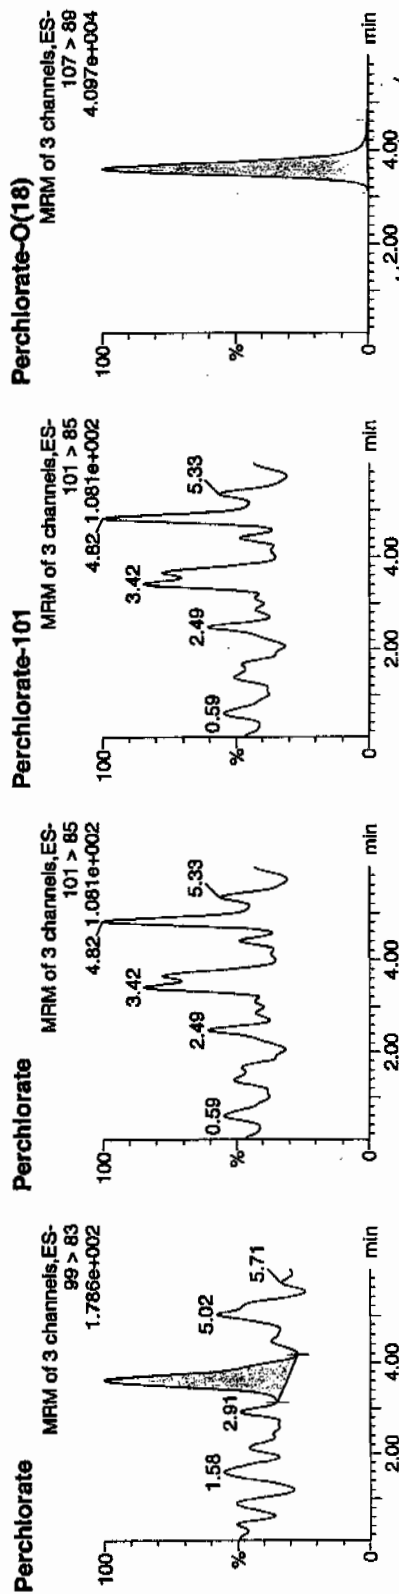 Perchlorate
MRM of 3 channels,ES-
99 > 83
1.786e+002
100
%
0
1.58
2.91
5.02
5.71
2.00
4.00
min
Perchlorate
MRM of 3 channels,ES-
101 > 85
4.82 1.081e+002
100
%
0
0.59
2.49
3.42
5.33
2.00
4.00
min
Perchlorate-101
MRM of 3 channels,ES-
101 > 85
4.82 1.081e+002
100
%
0
0.59
2.49
3.42
5.33
2.00
4.00
min
Perchlorate-O(18)
MRM of 3 channels,ES-
107 > 89
4.097e+004
100
%
0
2.00
4.00
min